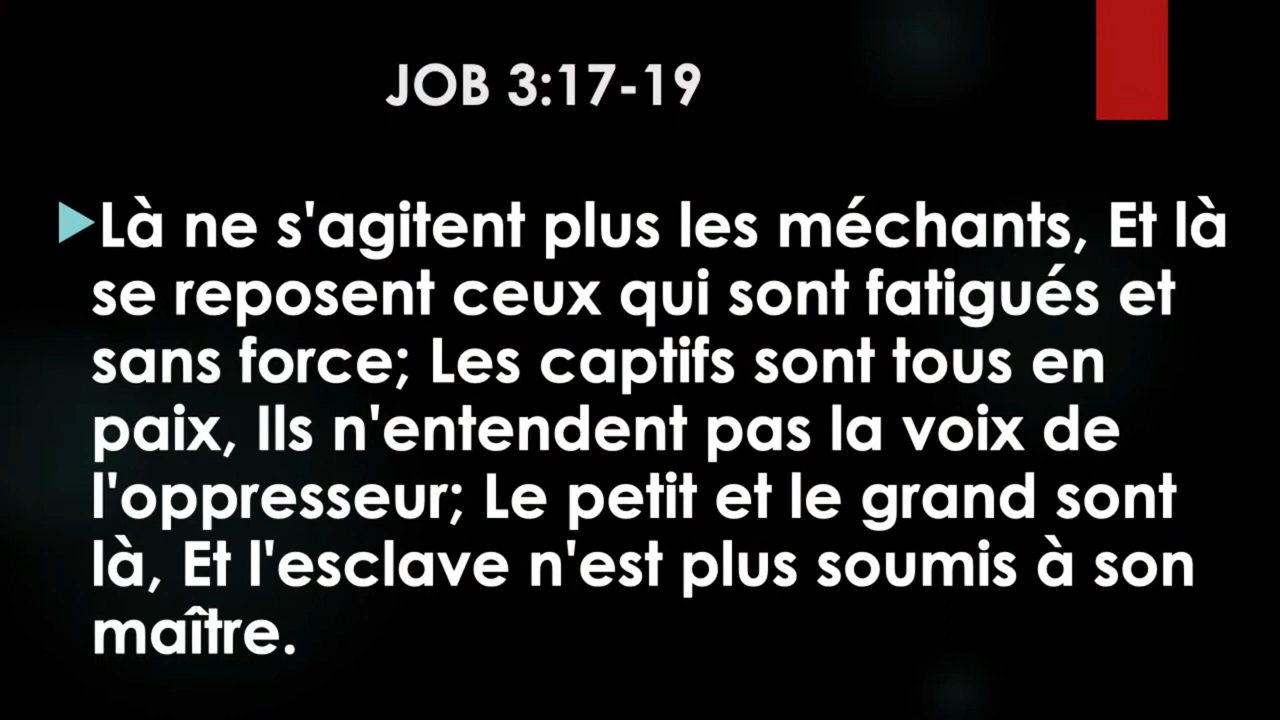 JOB 3:17-19
Là ne s'agitent plus les méchants, Et là
se reposent ceux qui sont fatigués et
sans force; Les captifs sont tous en
paix, Ils n'entendent pas la voix de
l'oppresseur; Le petit et le grand sont
là, Et l'esclave n'est plus soumis à son
maître.